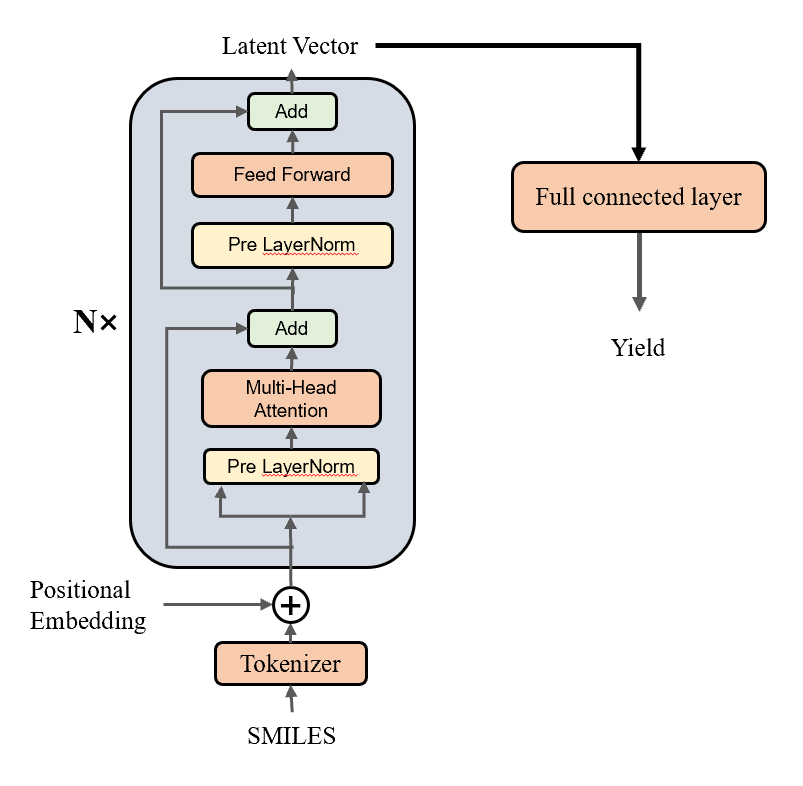 Latent Vector
Add
Feed Forward
Pre LayerNorm
N×
Add
Multi-Head
Attention
Pre LayerNorm
Positional
Embedding
+
Tokenizer
SMILES
Full connected layer
Yield